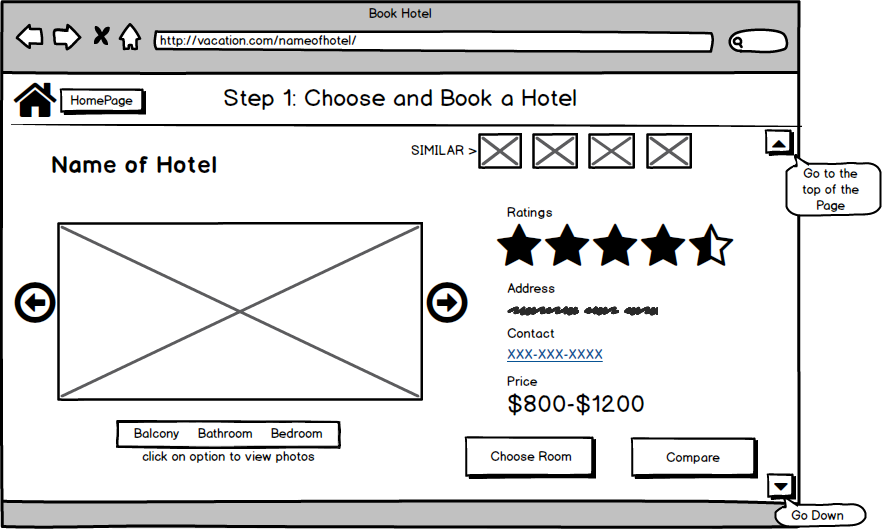 Book Hotel
http://vacation.com/nameofhotel/
HomePage
Step 1: Choose and Book a Hotel
SIMILAR >
Name of Hotel
Go to the
top of the
Page
Ratings
Address
Contact
XXX-XXX-XXXX
Price
$800-$1200
Balcony Bathroom Bedroom
click on option to view photos
Choose Room
Compare
Go Down